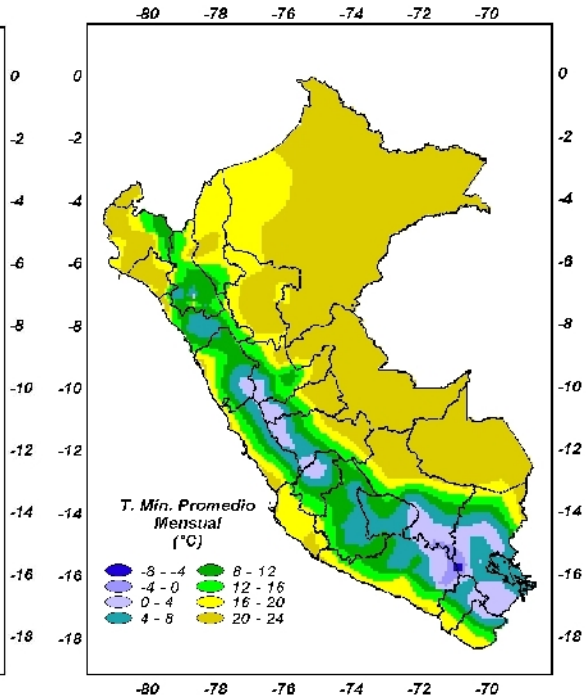 -80 -78 -76 -74 -72 -70
0 0 0
-2 -2 -2
-4 -4 -4
-6 -6 -6
-8 -8 -8
-10 -10 -10
-12 -12 -12
-14 -14 -14
-16 -16 -16
-18 -18 -18
T. Mín. Promedio
Mensual
(°C)
-8 - -4 8 - 12
-4 - 0 12 - 16
0 - 4 16 - 20
4 - 8 20 - 24
-80 -78 -76 -74 -72 -70